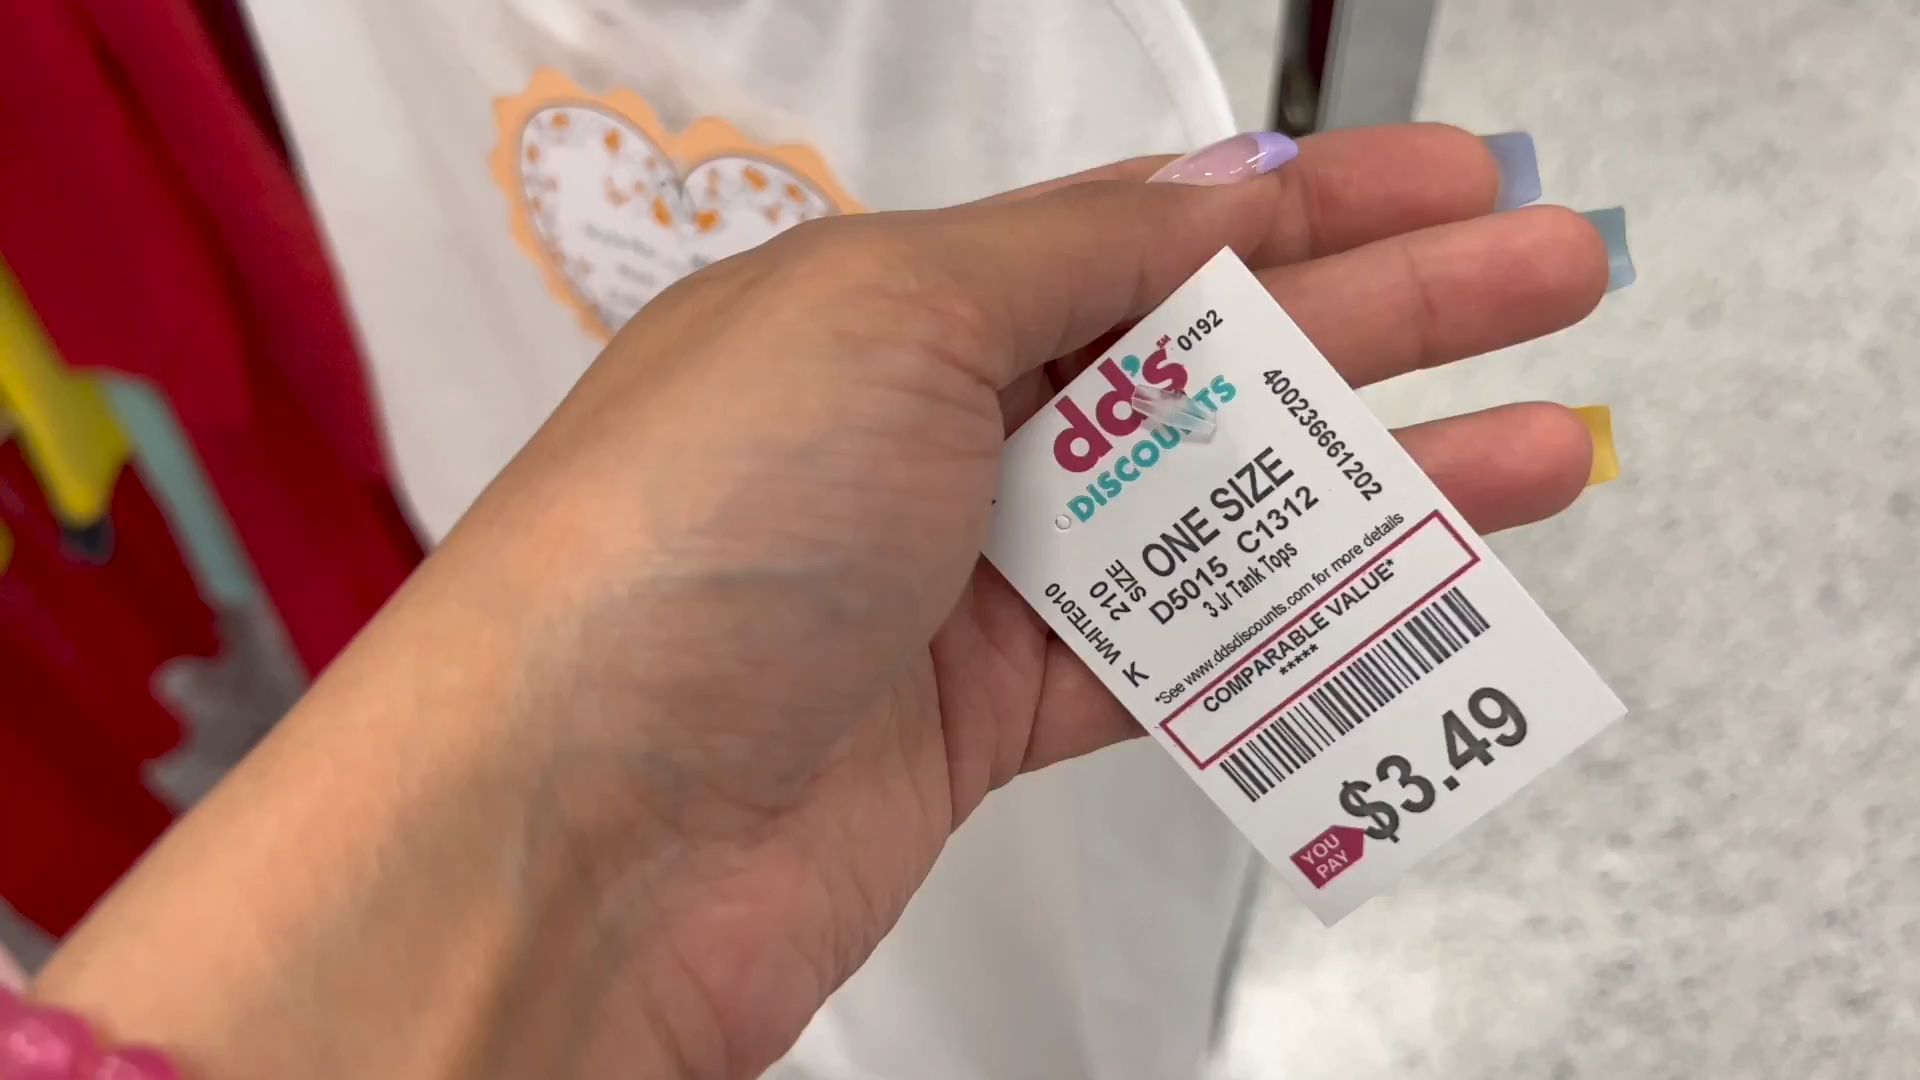 dd's℠ 0192
DISCOUNTS
400236661202
210
SIZE ONE SIZE
D5015 C1312
3 Jr Tank Tops
WHITE010
K
*See www.ddsdiscounts.com for more details
COMPARABLE VALUE*
*****
$3.49
YOU
PAY